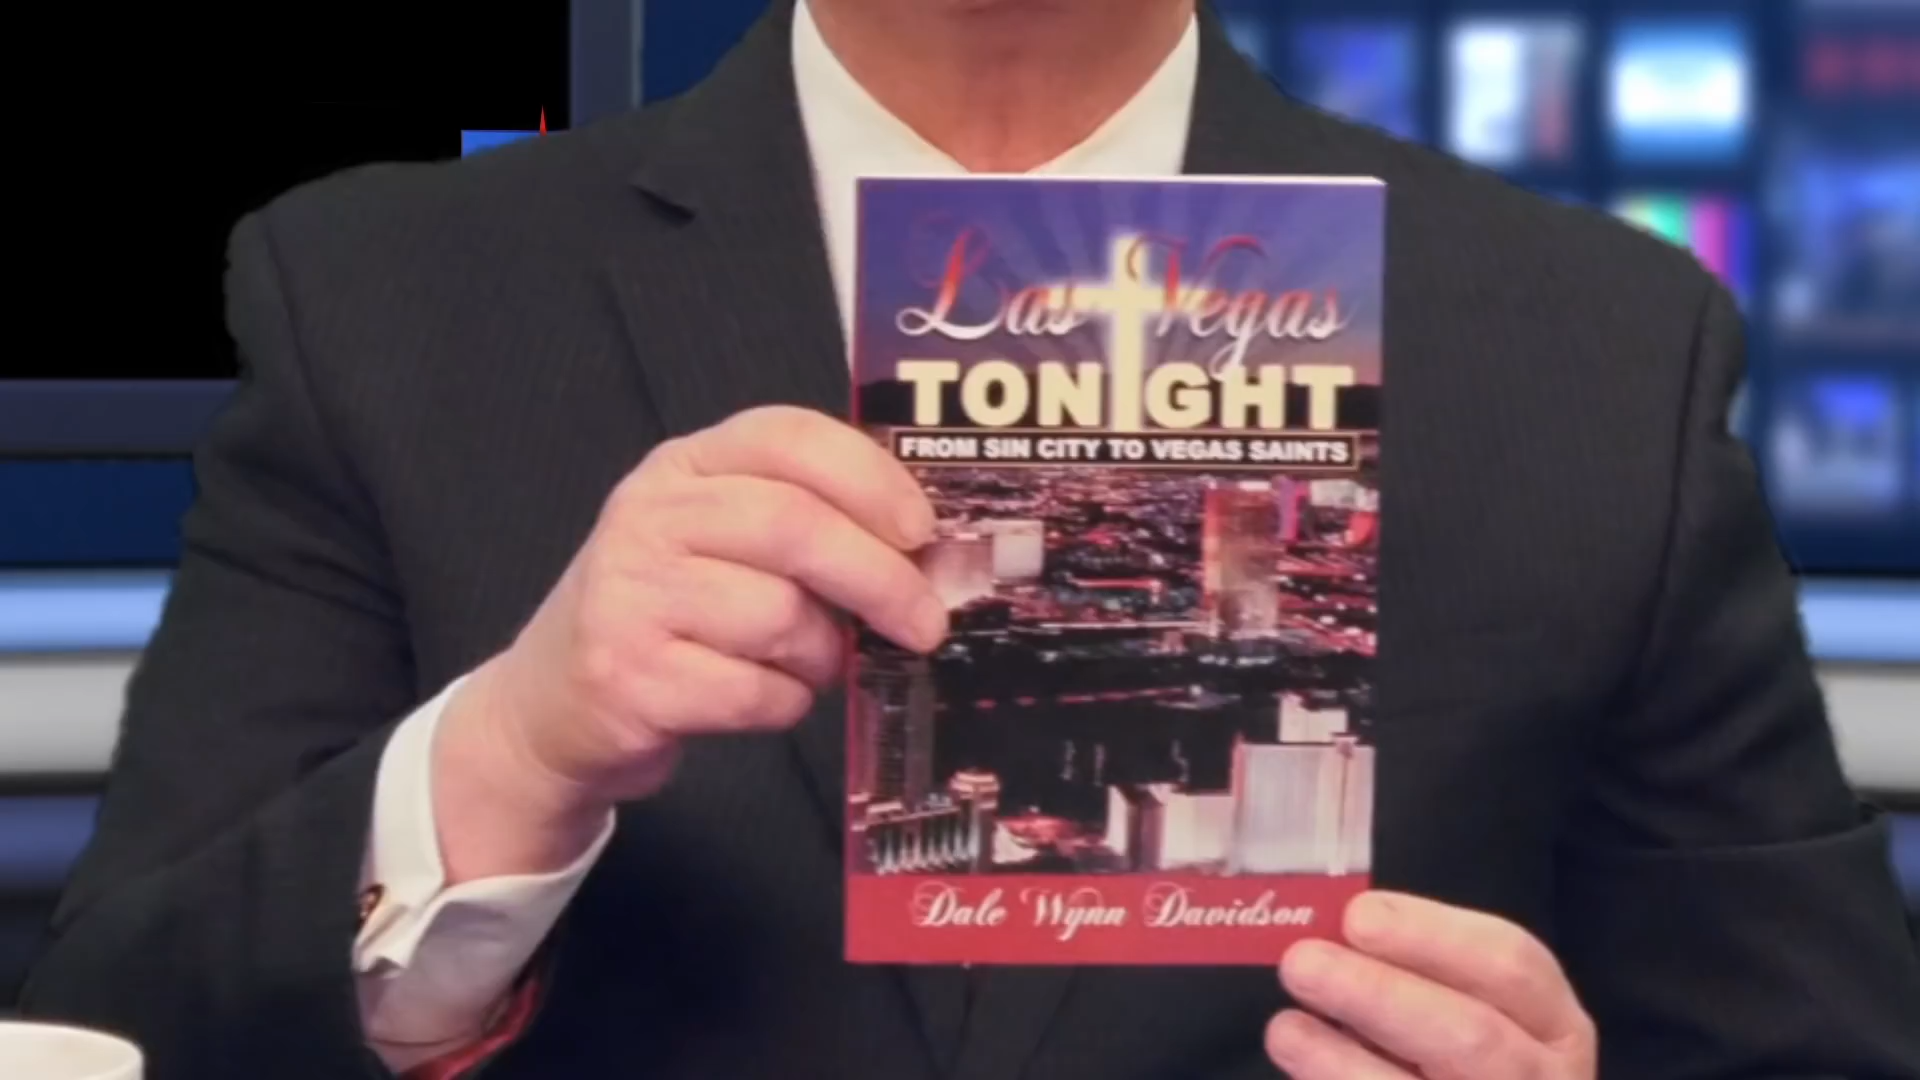 Las Vegas
TONIGHT
FROM SIN CITY TO VEGAS SAINTS
Dale Wynn Davidson